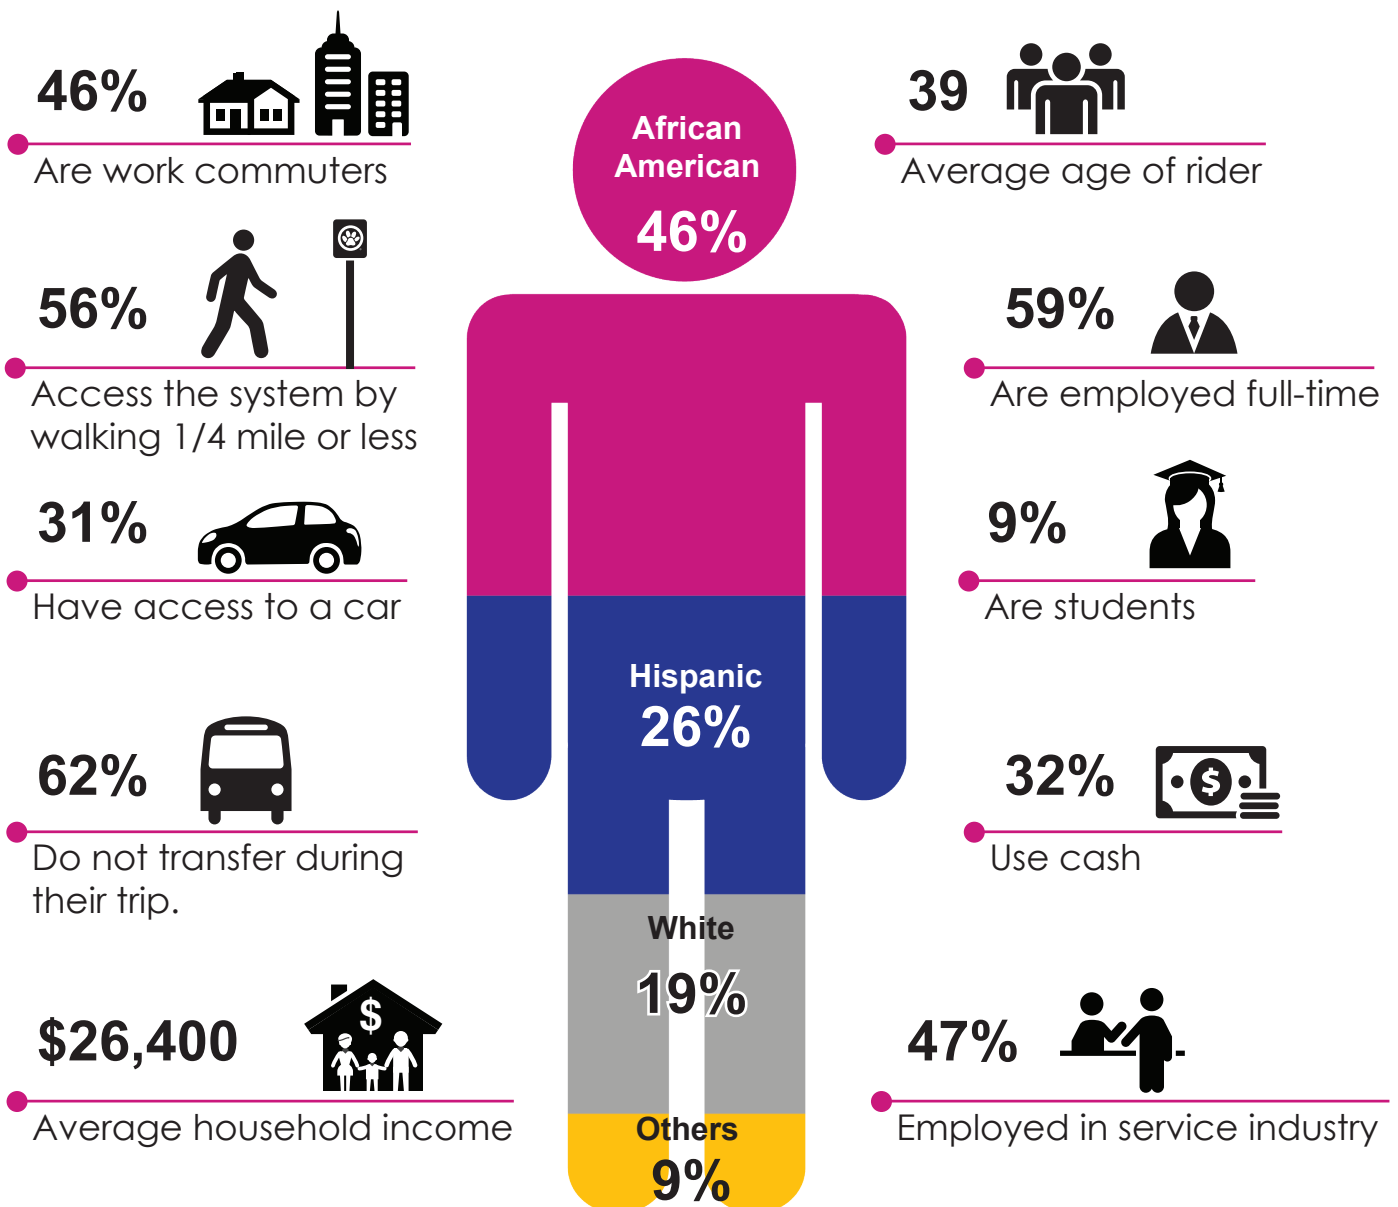 46%
Are work commuters
56%
Access the system by
walking 1/4 mile or less
31%
Have access to a car
62%
Do not transfer during
their trip.
$
$26,400
Average household income
African
American
46%
Hispanic
26%
White
19%
Others
9%
39
Average age of rider
59%
Are employed full-time
9%
Are students
$
32%
Use cash
47%
Employed in service industry